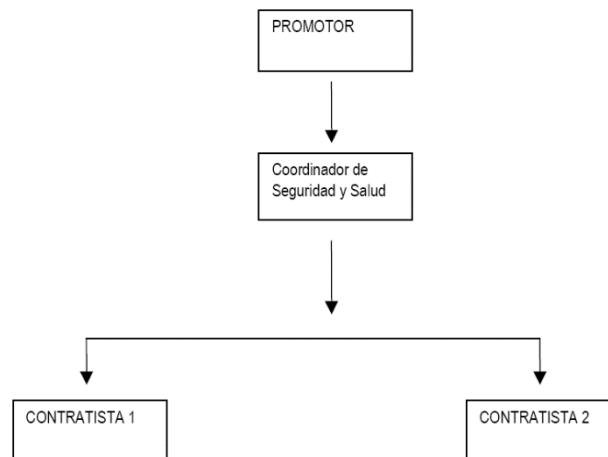 PROMOTOR
Coordinador de
Seguridad y Salud
CONTRATISTA 1
CONTRATISTA 2